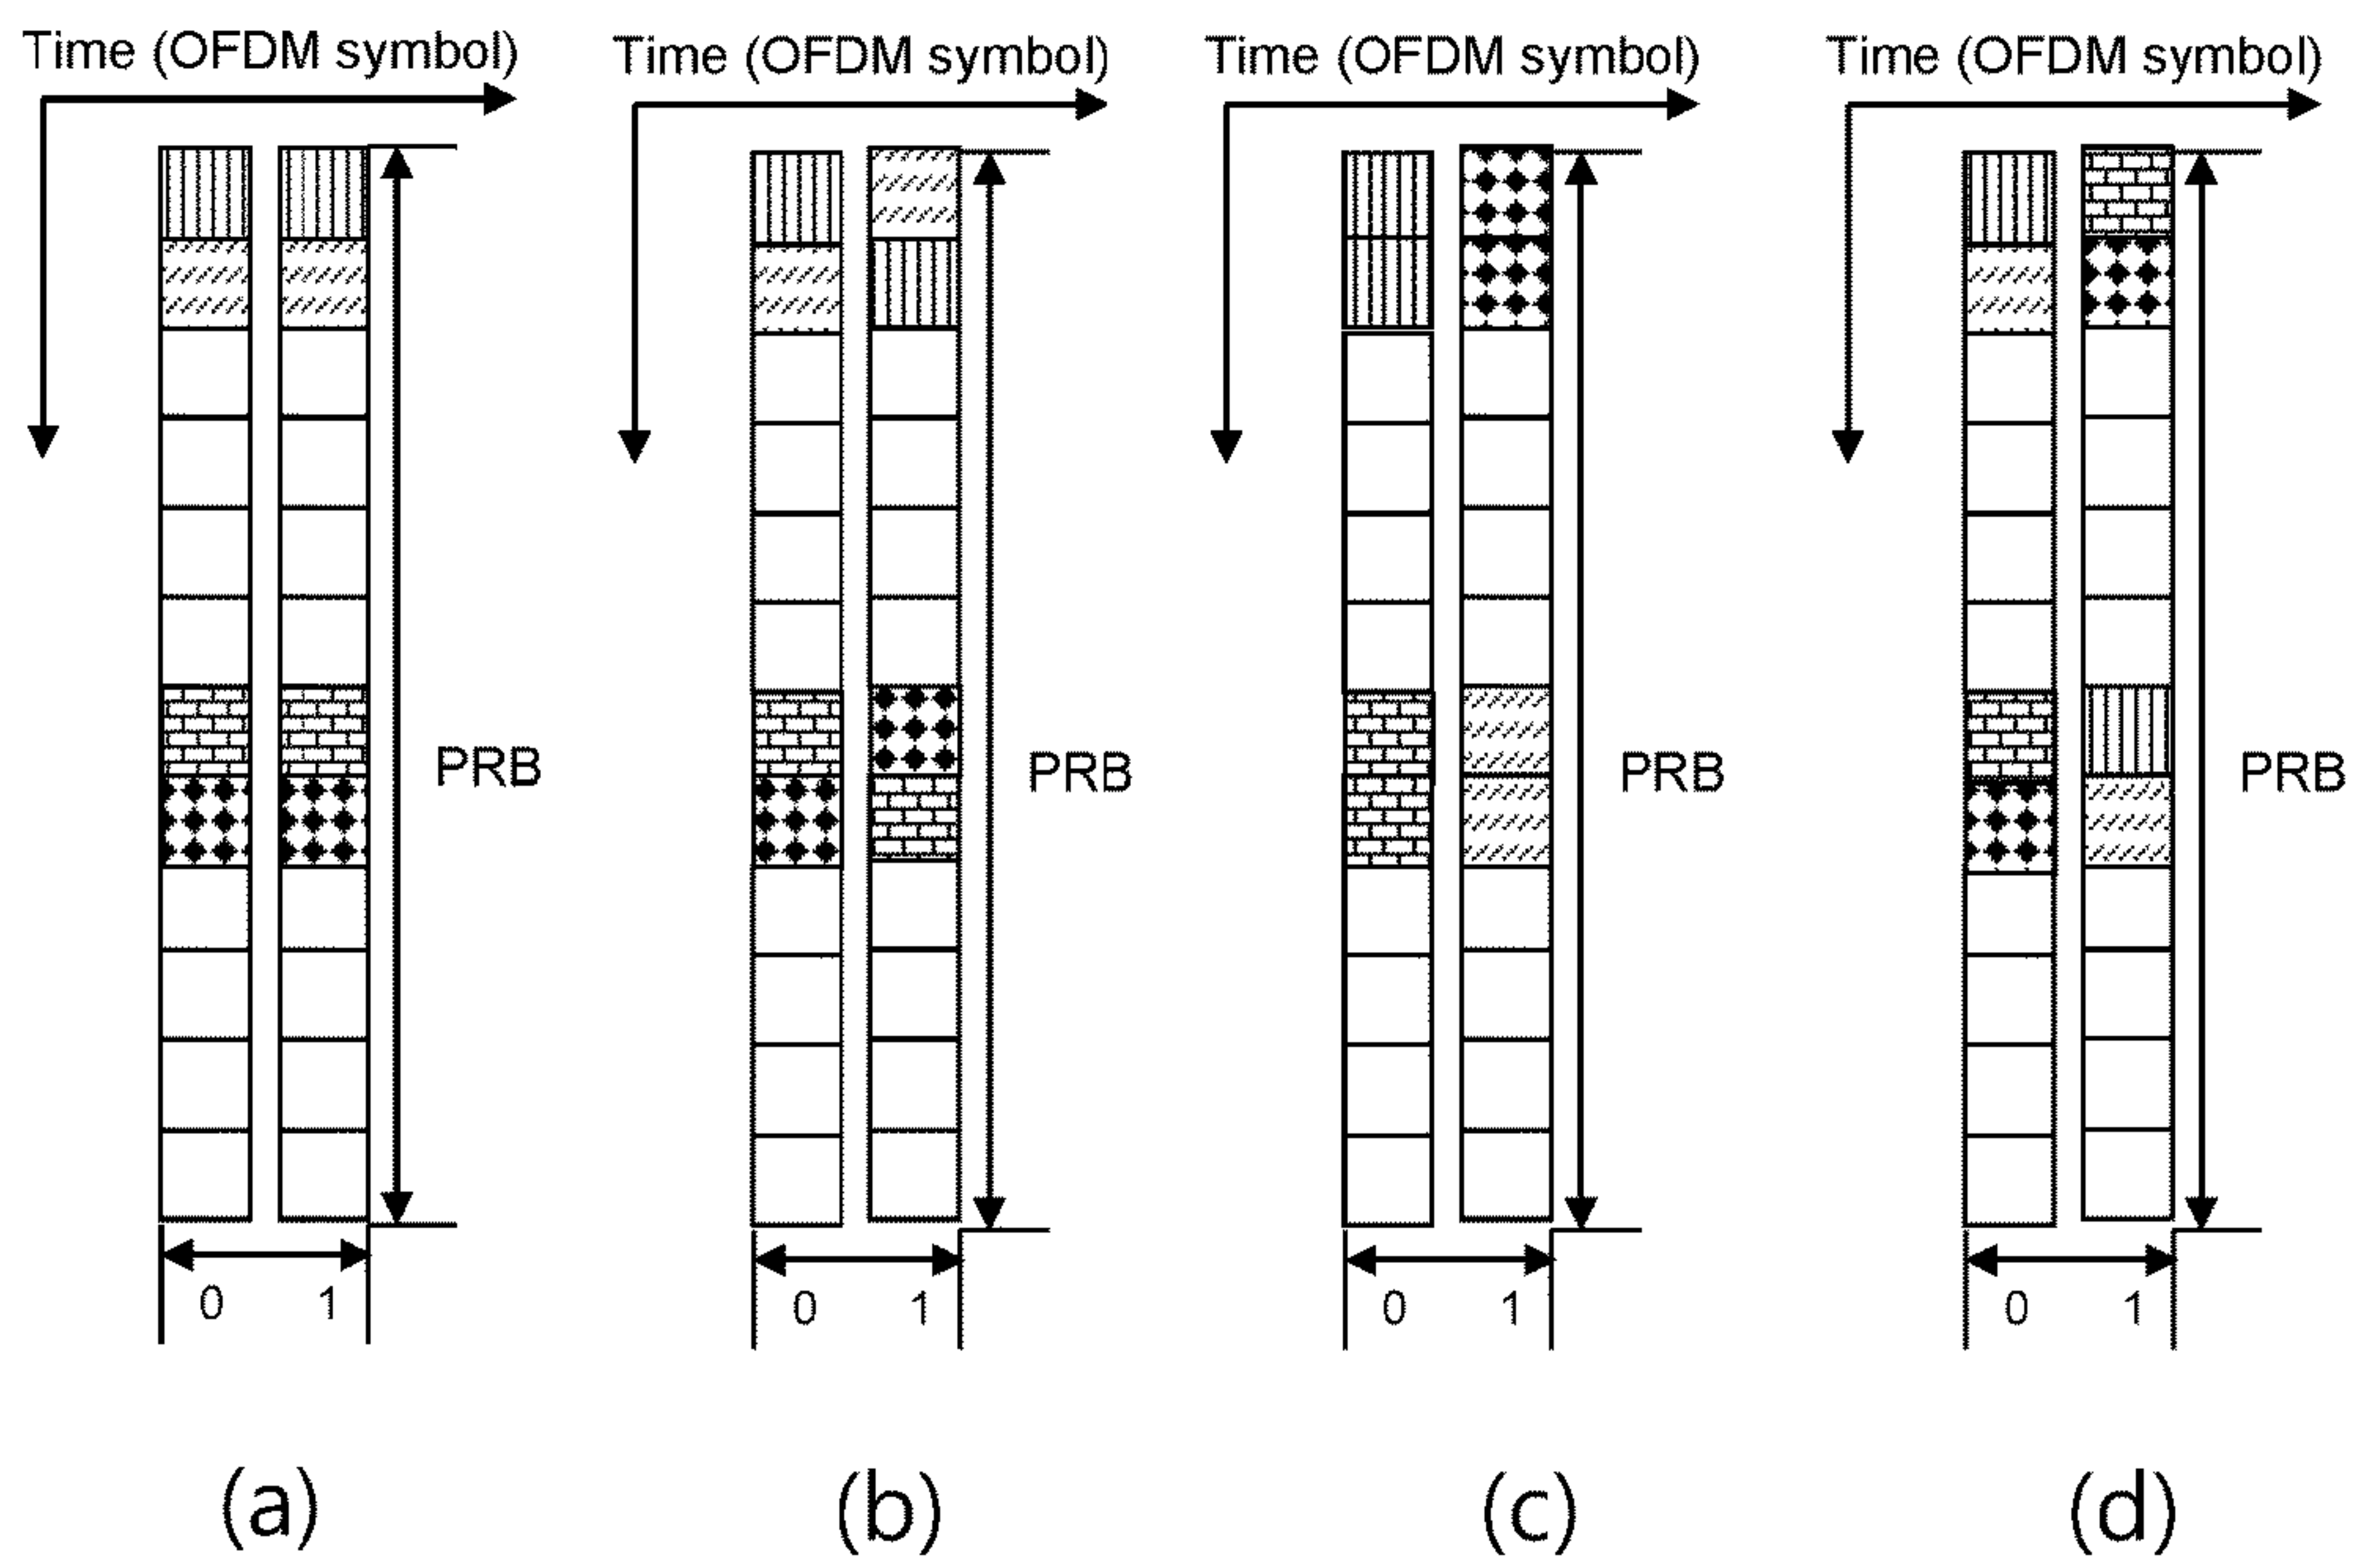 Time (OFDM symbol)
Time (OFDM symbol)
Time (OFDM symbol)
Time (OFDM symbol)
PRB
PRB
PRB
PRB
0 1
0 1
0 1
0 1
(a)
(b)
(c)
(d)